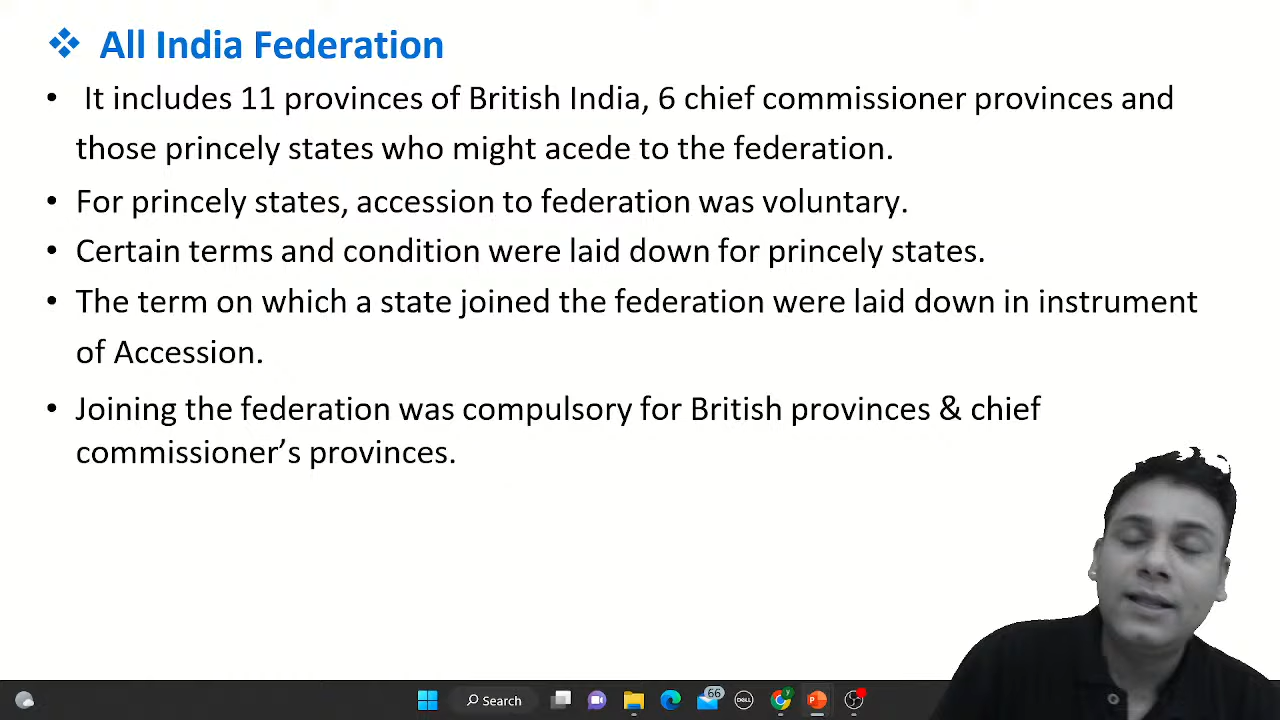 ❖ All India Federation
• It includes 11 provinces of British India, 6 chief commissioner provinces and
those princely states who might acede to the federation.
• For princely states, accession to federation was voluntary.
• Certain terms and condition were laid down for princely states.
• The term on which a state joined the federation were laid down in instrument
of Accession.
• Joining the federation was compulsory for British provinces & chief
commissioner’s provinces.
Search
66
DELL
y